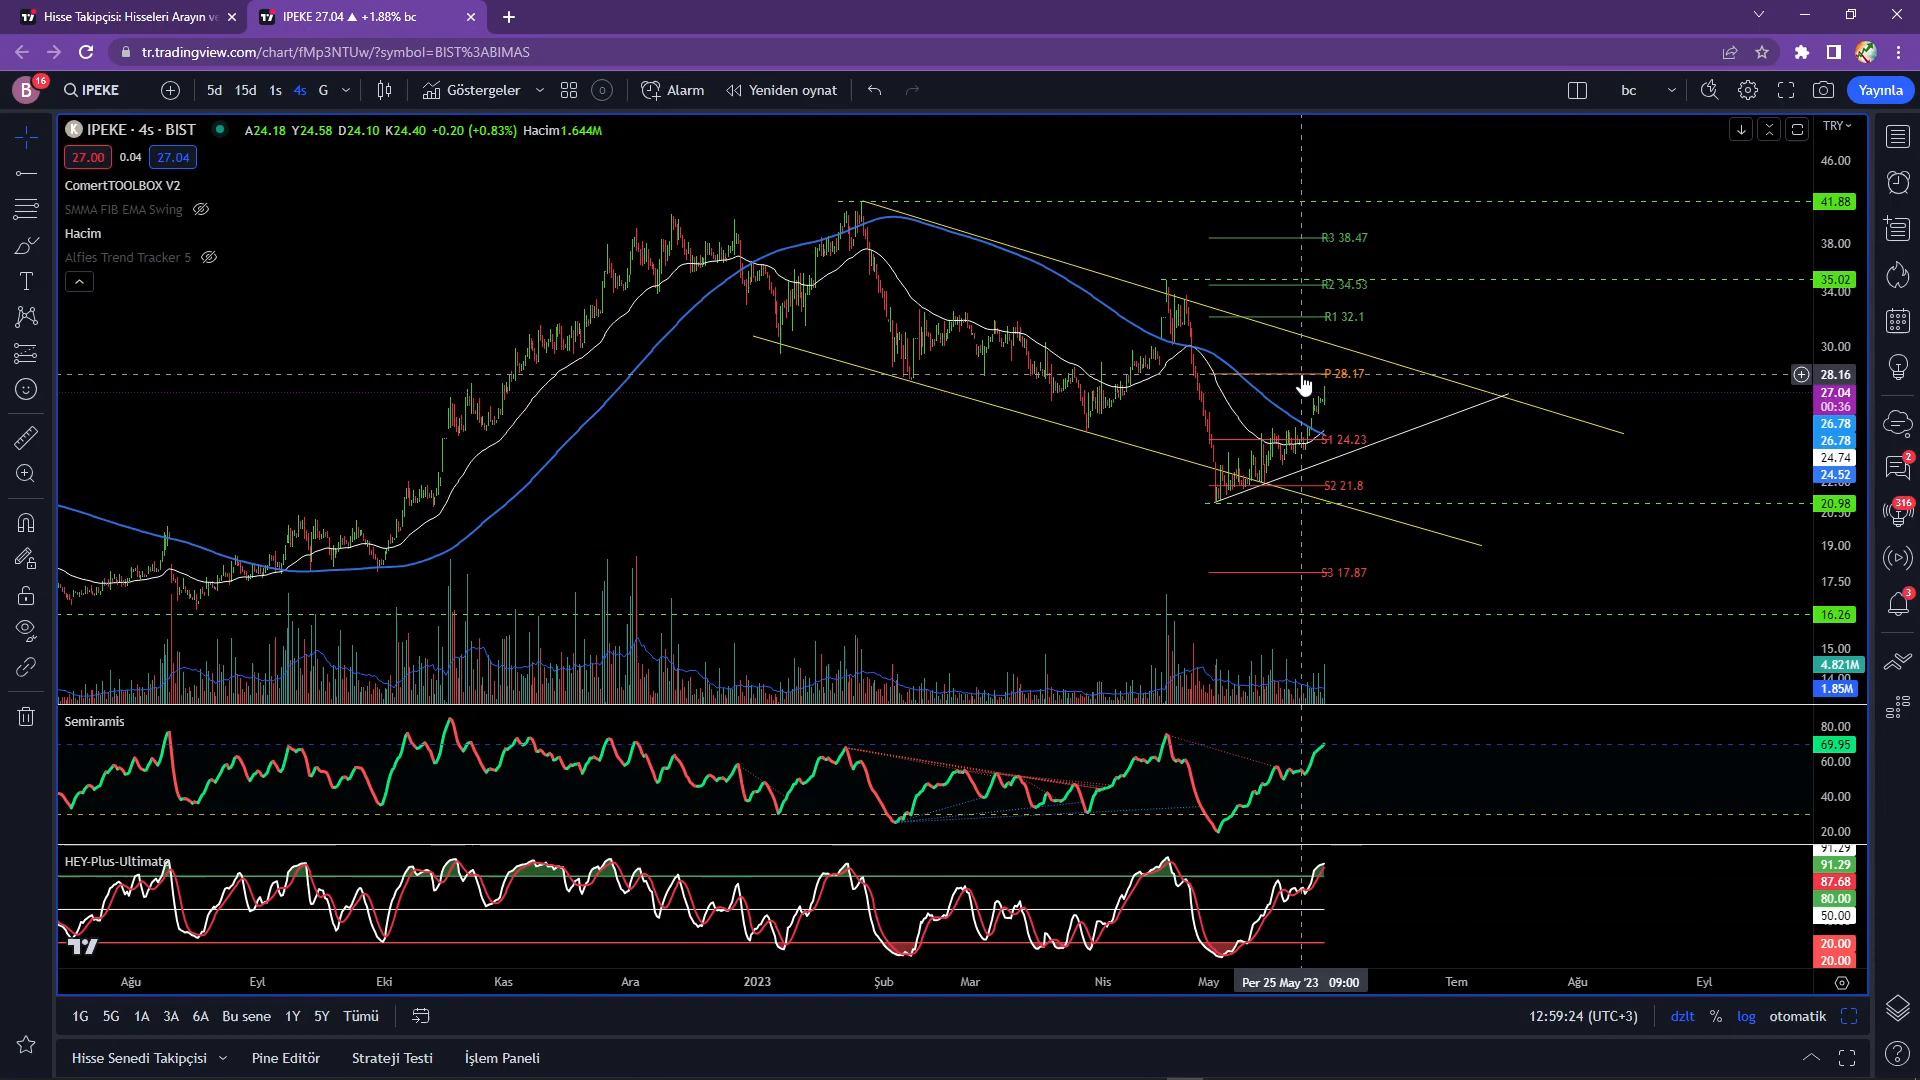 Hisse Takipçisi: Hisseleri Arayın ve
IPEKE 27.04 ▲ +1.88% bc
tr.tradingview.com/chart/fMp3NTUw/?symbol=BIST%3ABIMAS
B 16 IPEKE 5d 15d 1s 4s G Göstergeler Alarm Yeniden oynat bc Yayınla
K IPEKE · 4s · BIST A24.18 Y24.58 D24.10 K24.40 +0.20 (+0.83%) Hacim1.644M
27.00 0.04 27.04
ComertTOOLBOX V2
SMMA FIB EMA Swing
Hacim
Alfies Trend Tracker 5
R3 38.47
R2 34.53
R1 32.1
P 28.17
S1 24.23
S2 21.8
S3 17.87
TRY
46.00
41.88
38.00
35.02
34.00
30.00
28.16
27.04
00:36
26.78
26.78
24.74
24.52
20.98
19.00
17.50
16.26
15.00
4.821M
14.00
1.85M
Semiramis
80.00
69.95
60.00
40.00
20.00
HEY-Plus-Ultimate
91.29
91.29
87.68
80.00
50.00
20.00
20.00
Ağu Eyl Eki Kas Ara 2023 Şub Mar Nis May Per 25 May '23 09:00 Tem Ağu Eyl
2
316
3
1G 5G 1A 3A 6A Bu sene 1Y 5Y Tümü 12:59:24 (UTC+3) dzlt % log otomatik
Hisse Senedi Takipçisi Pine Editör Strateji Testi İşlem Paneli